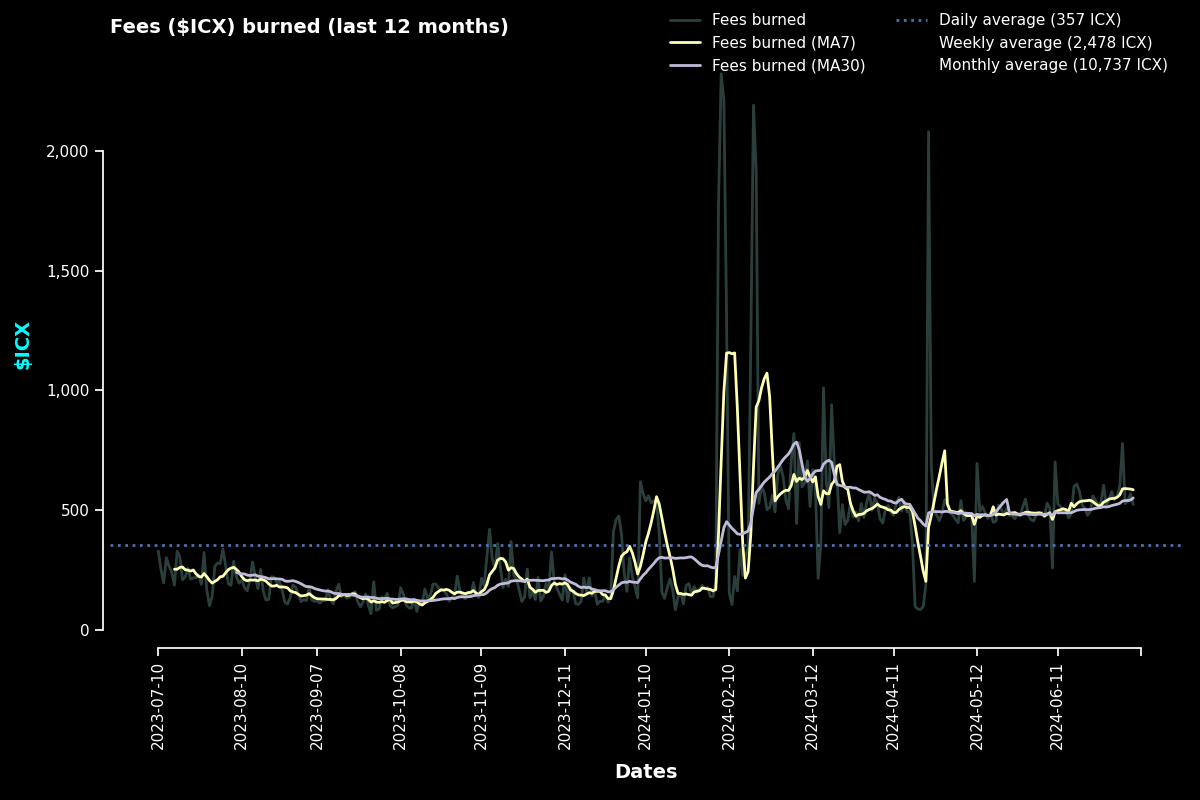 Fees ($ICX) burned (last 12 months)
Fees burned
Fees burned (MA7)
Fees burned (MA30)
Daily average (357 ICX)
Weekly average (2,478 ICX)
Monthly average (10,737 ICX)
$ICX
2,000
1,500
1,000
500
0
2023-07-10
2023-08-10
2023-09-07
2023-10-08
2023-11-09
2023-12-11
2024-01-10
2024-02-10
2024-03-12
2024-04-11
2024-05-12
2024-06-11
Dates